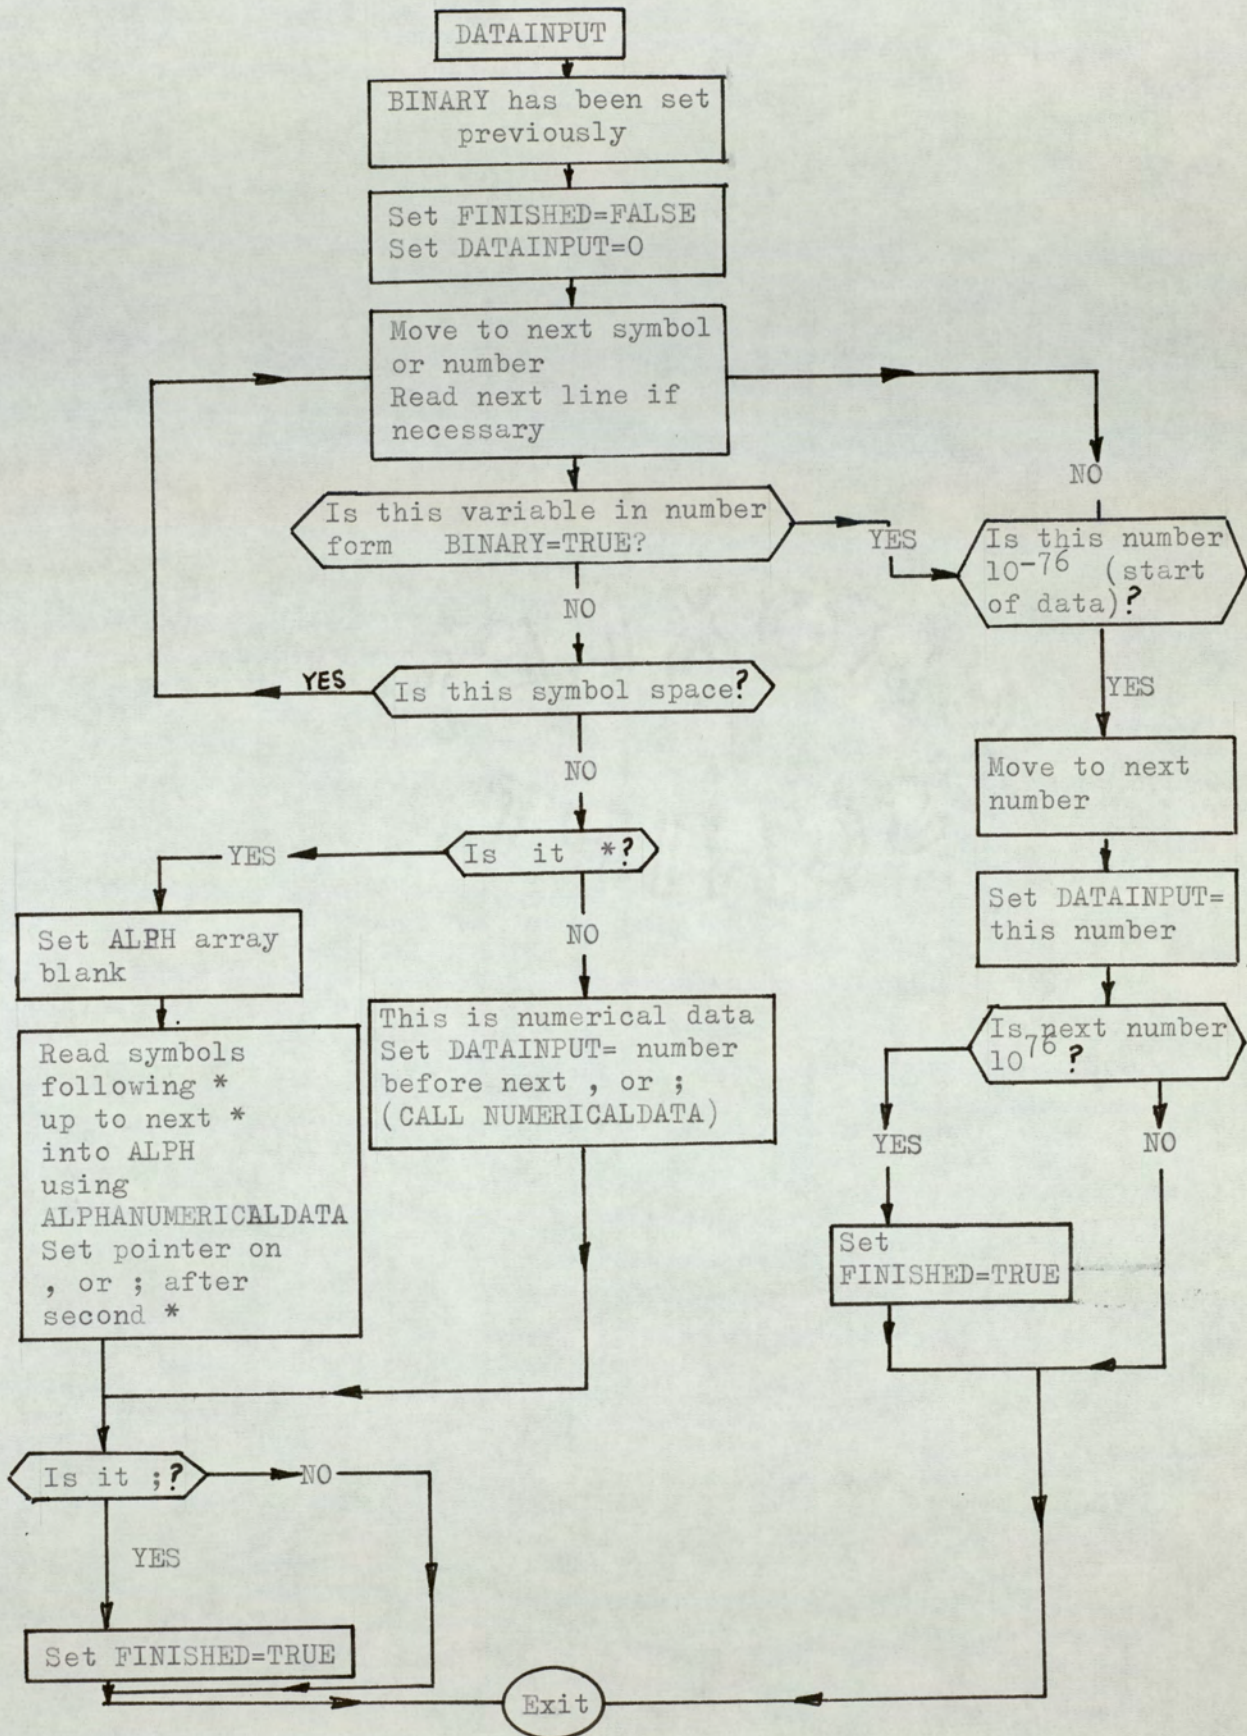 DATAINPUT
BINARY has been set
previously
Set FINISHED=FALSE
Set DATAINPUT=0
Move to next symbol
or number
Read next line if
necessary
NO
Is this variable in number
form BINARY=TRUE?
YES
Is this number
10-76 (start
of data)?
NO
YES
Is this symbol space?
YES
NO
Move to next
number
YES
Is it *?
Set DATAINPUT=
this number
Set ALPH array
blank
NO
This is numerical data
Set DATAINPUT= number
before next , or ;
(CALL NUMERICALDATA)
Is next number
1076 ?
Read symbols
following *
up to next *
into ALPH
using
ALPHANUMERICALDATA
Set pointer on
, or ; after
second *
YES
NO
Set
FINISHED=TRUE
Is it ;?
NO
YES
Set FINISHED=TRUE
Exit